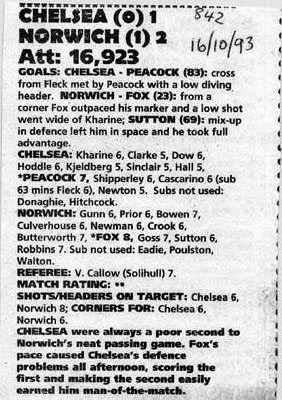 CHELSEA (0) 1
842
NORWICH (1) 2
16/10/93
Att: 16,923
GOALS: CHELSEA - PEACOCK (83): cross
from Fleck met by Peacock with a low diving
header. NORWICH - FOX (23): from a
corner Fox outpaced his marker and a low shot
went wide of Kharine; SUTTON (69): mix-up
in defence left him in space and he took full
advantage.
CHELSEA: Kharine 6, Clarke 5, Dow 6,
Hoddle 6, Kjeldberg 5, Sinclair 5, Hall 5,
*PEACOCK 7, Shipperley 6, Cascarino 6 (sub
63 mins Fleck 6), Newton 5. Subs not used:
Donaghie, Hitchcock.
NORWICH: Gunn 6, Prior 6, Bowen 7,
Culverhouse 6, Newman 6, Crook 6,
Butterworth 7, *FOX 8, Goss 7, Sutton 6,
Robbins 7. Sub not used: Eadie, Poulston,
Walton.
REFEREE: V. Callow (Solihull) 7.
MATCH RATING: ••
SHOTS/HEADERS ON TARGET: Chelsea 6,
Norwich 8; CORNERS FOR: Chelsea 6,
Norwich 6.
CHELSEA were always a poor second to
Norwich's neat passing game. Fox's
pace caused Chelsea's defence
problems all afternoon, scoring the
first and making the second easily
earned him man-of-the-match.